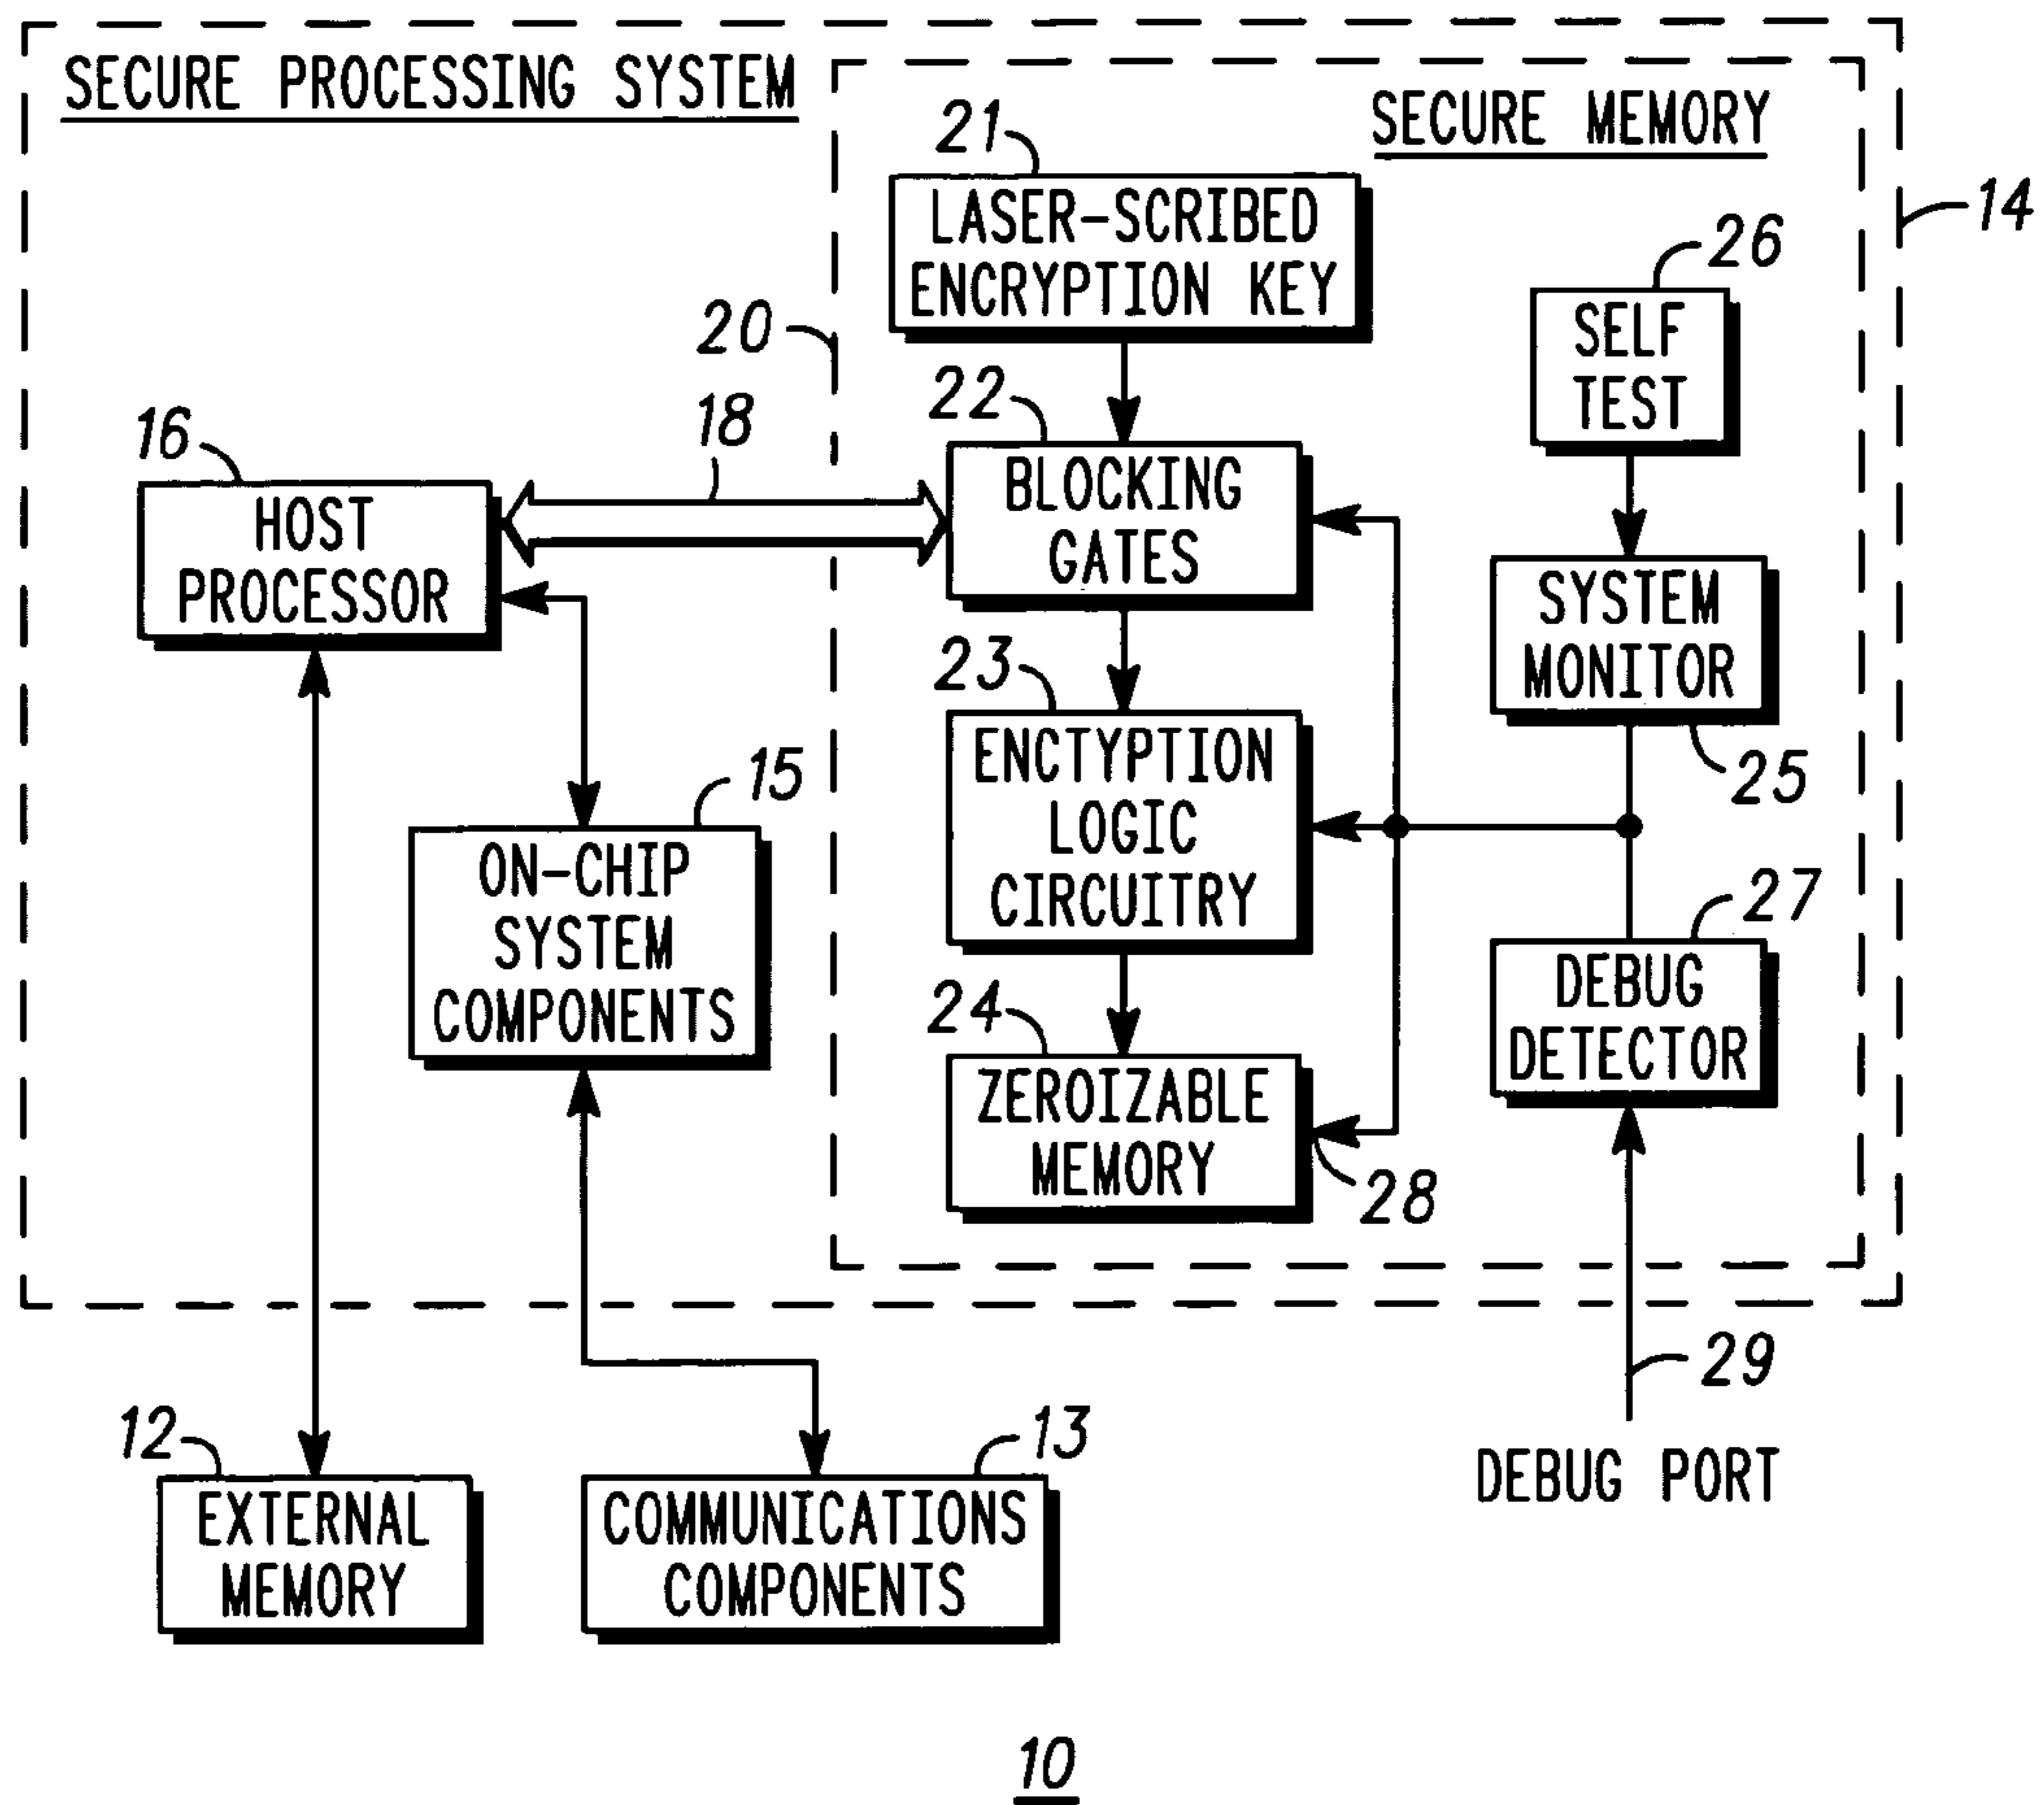 SECURE PROCESSING SYSTEM
SECURE MEMORY
14
21
LASER-SCRIBED
ENCRYPTION KEY
26
SELF
TEST
20
22
BLOCKING
GATES
18
16
HOST
PROCESSOR
SYSTEM
MONITOR
25
23
ENCTYPTION
LOGIC
CIRCUITRY
15
ON-CHIP
SYSTEM
COMPONENTS
27
DEBUG
DETECTOR
24
ZEROIZABLE
MEMORY
28
29
DEBUG PORT
12
EXTERNAL
MEMORY
13
COMMUNICATIONS
COMPONENTS
10